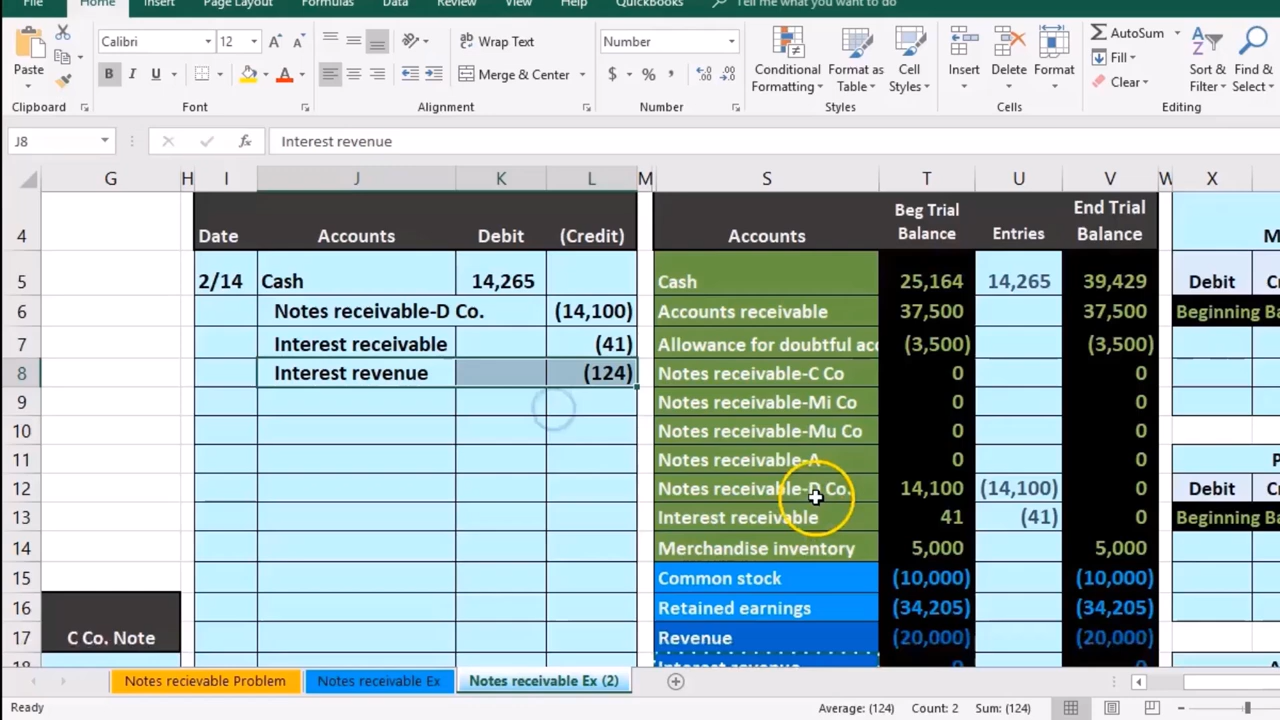 File Home Insert Page Layout Formulas Data Review View Help QuickBooks Tell me what you want to do
Calibri 12 Wrap Text Number AutoSum
Paste Fill
B I U Merge & Center $ % Conditional Formatting Format as Table Cell Styles Insert Delete Format Clear Sort & Filter Find & Select
Clipboard Font Alignment Number Styles Cells Editing
J8 fx Interest revenue
G H I J K L M S T U V W X
4 Date Accounts Debit (Credit) Accounts Beg Trial Balance Entries End Trial Balance Debit
5 2/14 Cash 14,265 Cash 25,164 14,265 39,429 Debit
6 Notes receivable-D Co. (14,100) Accounts receivable 37,500 37,500 Beginning Ba
7 Interest receivable (41) Allowance for doubtful acc (3,500) (3,500)
8 Interest revenue (124) Notes receivable-C Co 0 0
9 Notes receivable-Mi Co 0 0
10 Notes receivable-Mu Co 0 0
11 Notes receivable-A 0 0
12 Notes receivable-D Co. 14,100 (14,100) 0 Debit
13 Interest receivable 41 (41) 0 Beginning Ba
14 Merchandise inventory 5,000 5,000
15 Common stock (10,000) (10,000)
16 Retained earnings (34,205) (34,205)
17 C Co. Note Revenue (20,000) (20,000)
18 Interest revenue 0 0
Notes recievable Problem Notes receivable Ex Notes receivable Ex (2)
Ready Average: (124) Count: 2 Sum: (124)